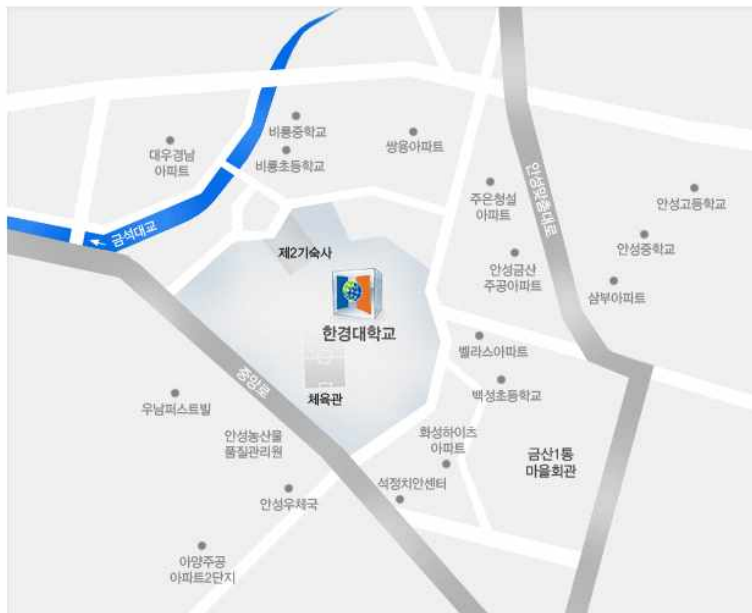 비룡중학교
쌍용아파트
대우경남
아파트
비룡초등학교
주은청설
아파트
안성맞춤대로
안성고등학교
금석대교
안성중학교
제2기숙사
안성금산
주공아파트
삼부아파트
한경대학교
벨라스아파트
중앙로
체육관
백성초등학교
우남퍼스트빌
안성농산물
품질관리원
화성하이츠
아파트
금산1통
마을회관
석정치안센터
안성우체국
아양주공
아파트2단지